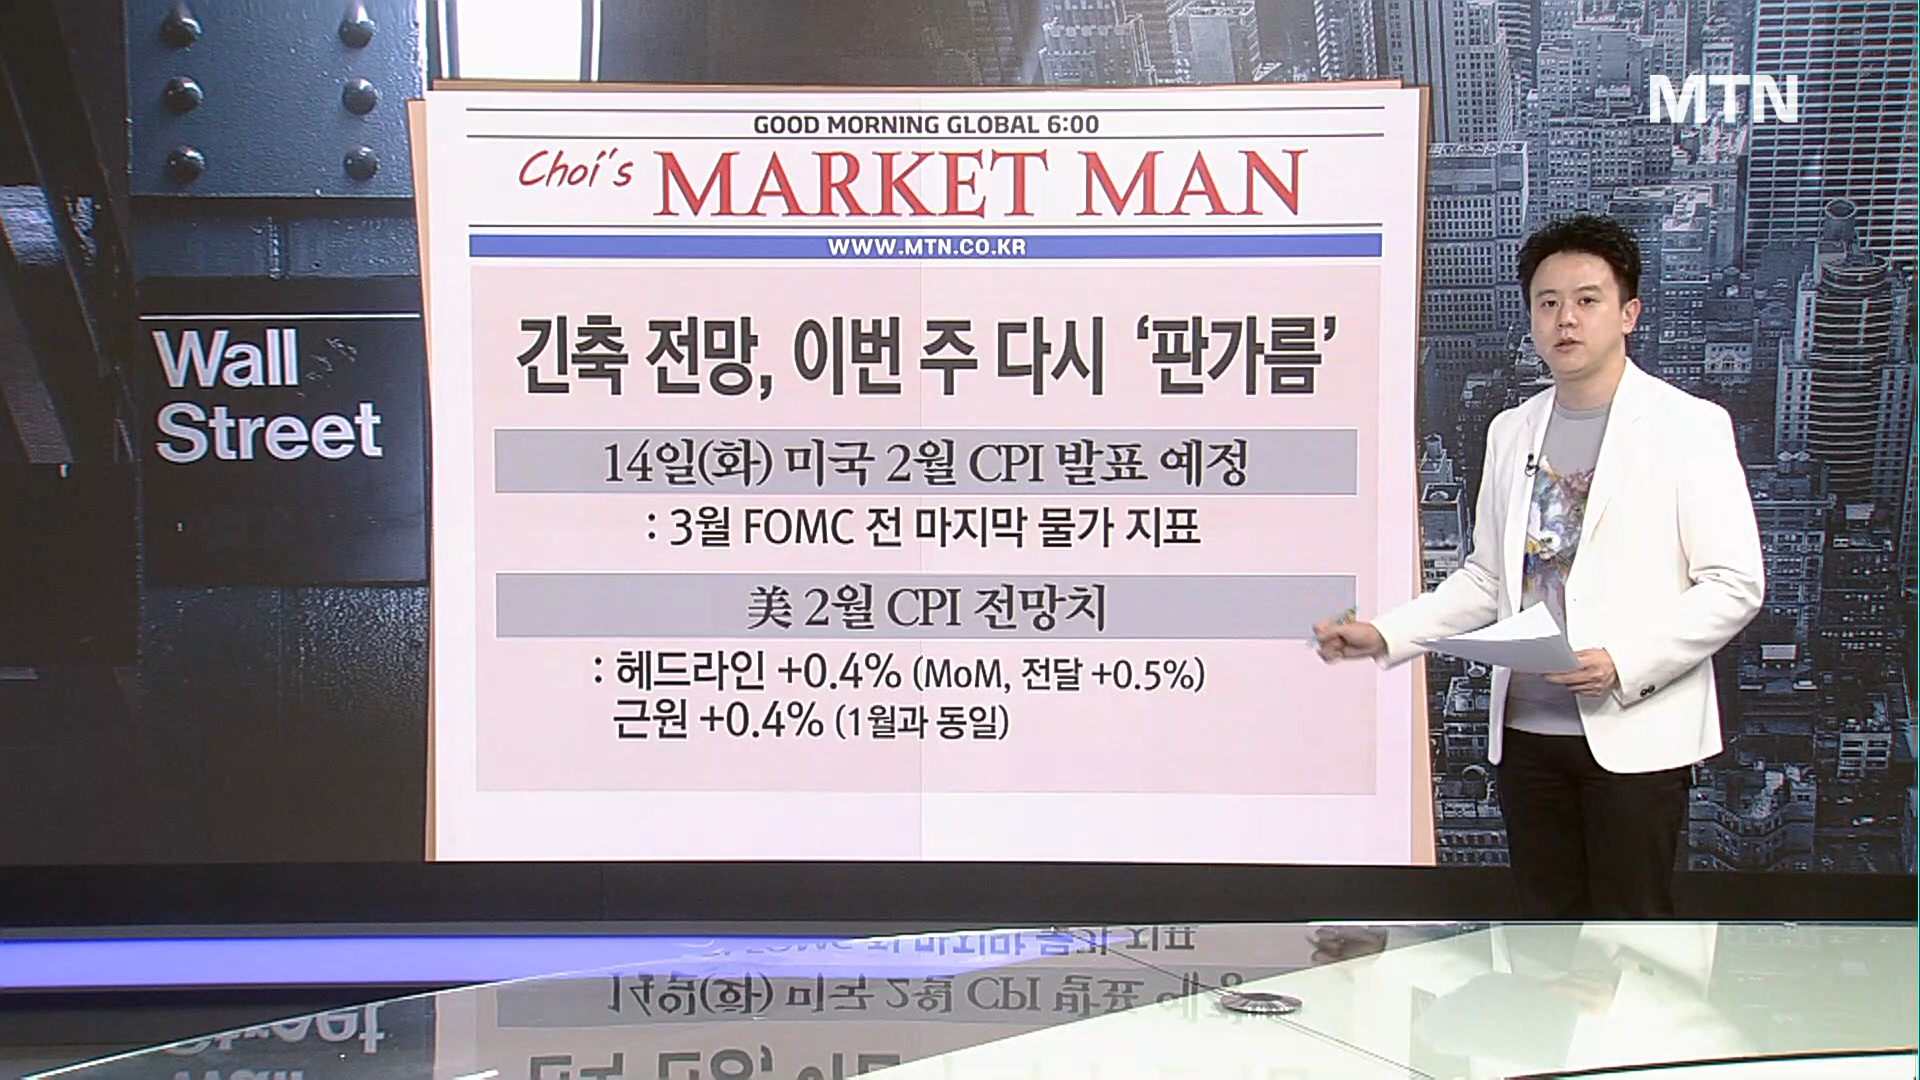 MTN
GOOD MORNING GLOBAL 6:00
Choi's MARKET MAN
WWW.MTN.CO.KR
Wall
Street
긴축 전망, 이번 주 다시 ‘판가름’
14일(화) 미국 2월 CPI 발표 예정
: 3월 FOMC 전 마지막 물가 지표
美 2월 CPI 전망치
: 헤드라인 +0.4% (MoM, 전달 +0.5%)
근원 +0.4% (1월과 동일)